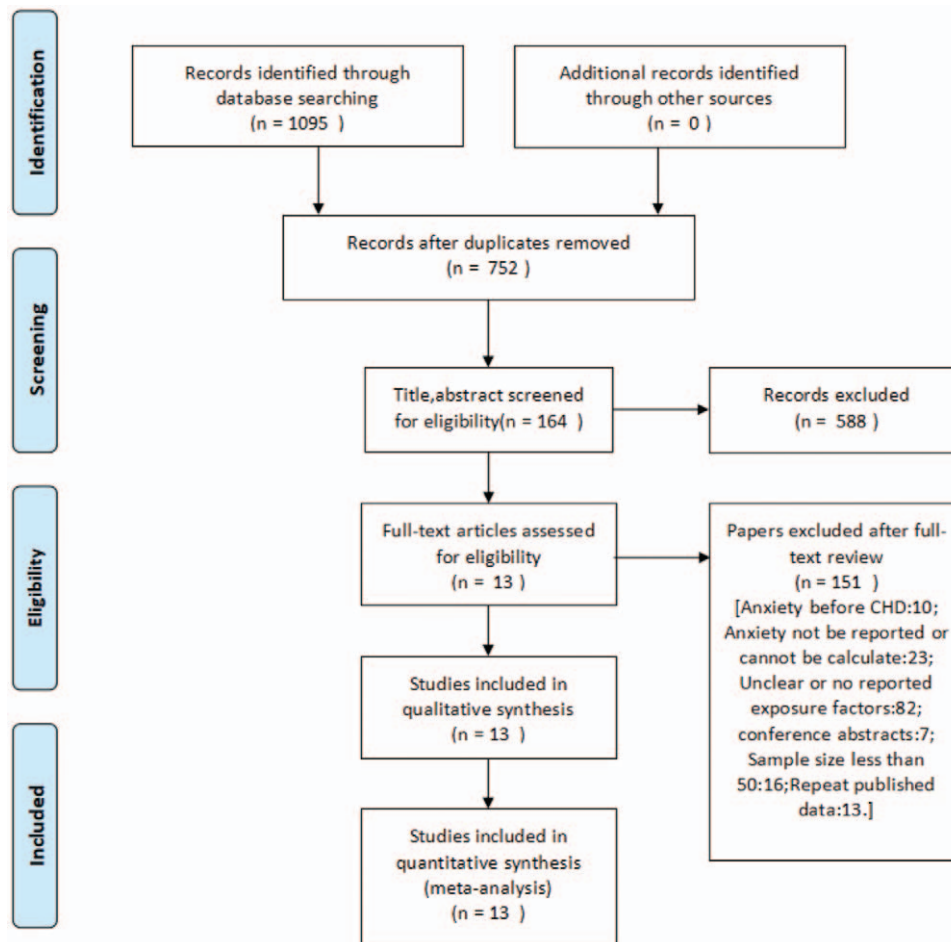 Identification
Records identified through
database searching
(n = 1095 )
Additional records identified
through other sources
(n = 0 )
Records after duplicates removed
(n = 752 )
Screening
Title,abstract screened
for eligibility(n = 164 )
Records excluded
(n = 588 )
Eligibility
Full-text articles assessed
for eligibility
(n = 13 )
Papers excluded after full-
text review
(n = 151 )
[Anxiety before CHD:10;
Anxiety not be reported or
cannot be calculate:23;
Unclear or no reported
exposure factors:82;
conference abstracts:7;
Sample size less than
50:16;Repeat published
data:13.]
Studies included in
qualitative synthesis
(n = 13 )
Included
Studies included in
quantitative synthesis
(meta-analysis)
(n = 13 )